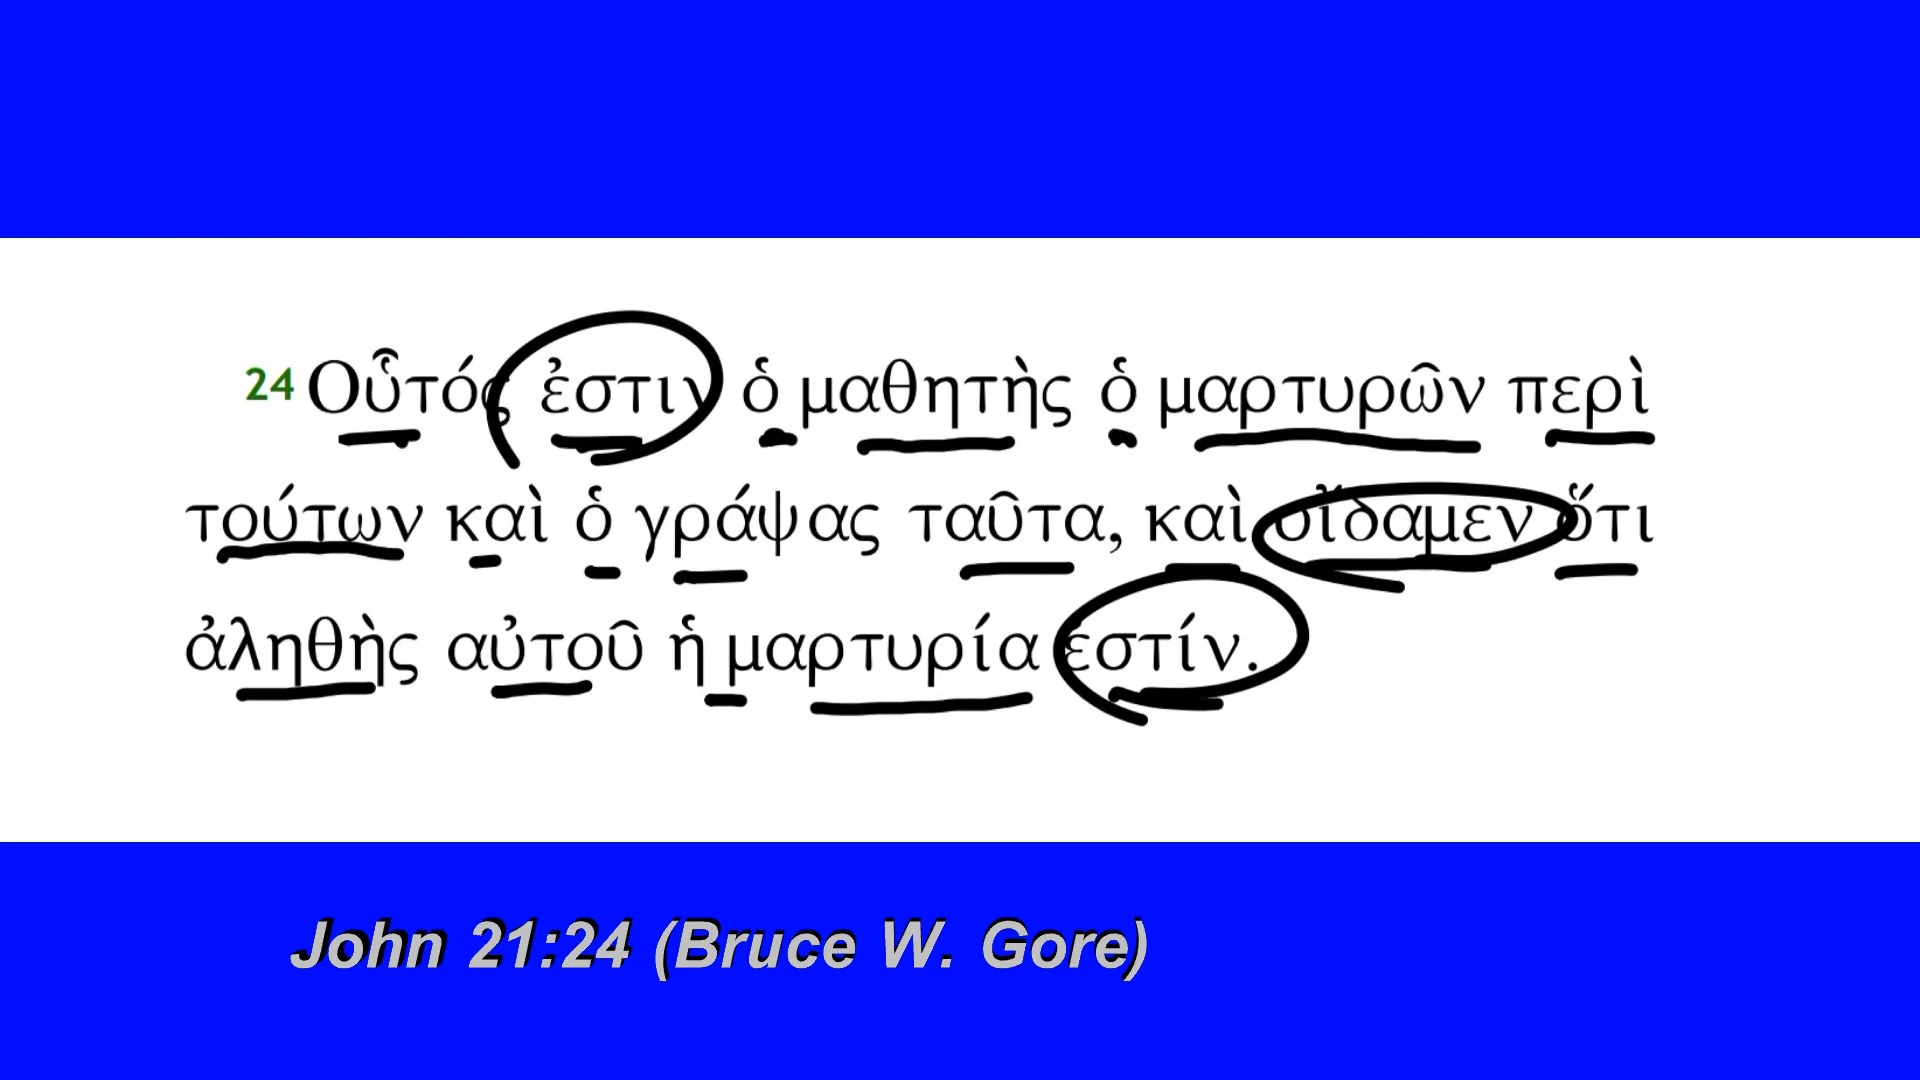 24 Οὗτός ἐστιν ὁ μαθητὴς ὁ μαρτυρῶν περὶ
τούτων καὶ ὁ γράψας ταῦτα, καὶ οἴδαμεν ὅτι
ἀληθὴς αὐτοῦ ἡ μαρτυρία ἐστίν.
John 21:24 (Bruce W. Gore)